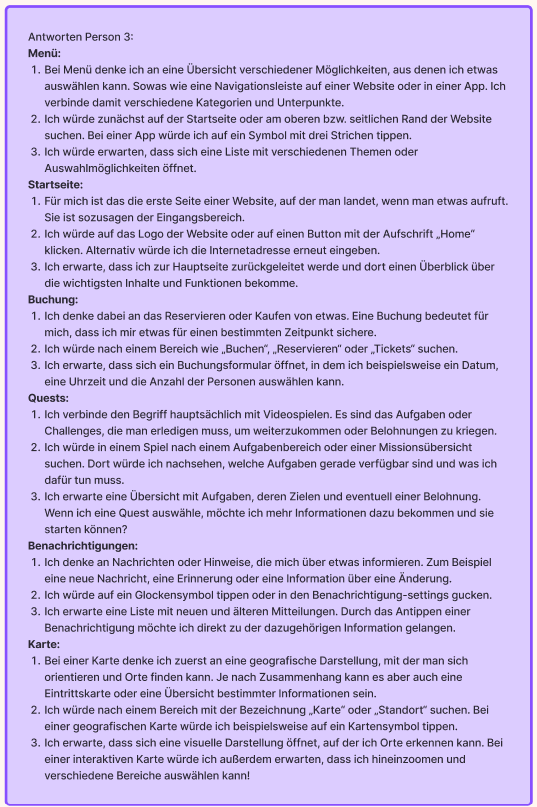 Antworten Person 3:
Menü:
1. Bei Menü denke ich an eine Übersicht verschiedener Möglichkeiten, aus denen ich etwas
auswählen kann. Sowas wie eine Navigationsleiste auf einer Website oder in einer App. Ich
verbinde damit verschiedene Kategorien und Unterpunkte.
2. Ich würde zunächst auf der Startseite oder am oberen bzw. seitlichen Rand der Website
suchen. Bei einer App würde ich auf ein Symbol mit drei Strichen tippen.
3. Ich würde erwarten, dass sich eine Liste mit verschiedenen Themen oder
Auswahlmöglichkeiten öffnet.
Startseite:
1. Für mich ist das die erste Seite einer Website, auf der man landet, wenn man etwas aufruft.
Sie ist sozusagen der Eingangsbereich.
2. Ich würde auf das Logo der Website oder auf einen Button mit der Aufschrift „Home“
klicken. Alternativ würde ich die Internetadresse erneut eingeben.
3. Ich erwarte, dass ich zur Hauptseite zurückgeleitet werde und dort einen Überblick über
die wichtigsten Inhalte und Funktionen bekomme.
Buchung:
1. Ich denke dabei an das Reservieren oder Kaufen von etwas. Eine Buchung bedeutet für
mich, dass ich mir etwas für einen bestimmten Zeitpunkt sichere.
2. Ich würde nach einem Bereich wie „Buchen“, „Reservieren“ oder „Tickets“ suchen.
3. Ich erwarte, dass sich ein Buchungsformular öffnet, in dem ich beispielsweise ein Datum,
eine Uhrzeit und die Anzahl der Personen auswählen kann.
Quests:
1. Ich verbinde den Begriff hauptsächlich mit Videospielen. Es sind das Aufgaben oder
Challenges, die man erledigen muss, um weiterzukommen oder Belohnungen zu kriegen.
2. Ich würde in einem Spiel nach einem Aufgabenbereich oder einer Missionsübersicht
suchen. Dort würde ich nachsehen, welche Aufgaben gerade verfügbar sind und was ich
dafür tun muss.
3. Ich erwarte eine Übersicht mit Aufgaben, deren Zielen und eventuell einer Belohnung.
Wenn ich eine Quest auswähle, möchte ich mehr Informationen dazu bekommen und sie
starten können?
Benachrichtigungen:
1. Ich denke an Nachrichten oder Hinweise, die mich über etwas informieren. Zum Beispiel
eine neue Nachricht, eine Erinnerung oder eine Information über eine Änderung.
2. Ich würde auf ein Glockensymbol tippen oder in den Benachrichtigung-settings gucken.
3. Ich erwarte eine Liste mit neuen und älteren Mitteilungen. Durch das Antippen einer
Benachrichtigung möchte ich direkt zu der dazugehörigen Information gelangen.
Karte:
1. Bei einer Karte denke ich zuerst an eine geografische Darstellung, mit der man sich
orientieren und Orte finden kann. Je nach Zusammenhang kann es aber auch eine
Eintrittskarte oder eine Übersicht bestimmter Informationen sein.
2. Ich würde nach einem Bereich mit der Bezeichnung „Karte“ oder „Standort“ suchen. Bei
einer geografischen Karte würde ich beispielsweise auf ein Kartensymbol tippen.
3. Ich erwarte, dass sich eine visuelle Darstellung öffnet, auf der ich Orte erkennen kann. Bei
einer interaktiven Karte würde ich außerdem erwarten, dass ich hineinzoomen und
verschiedene Bereiche auswählen kann!